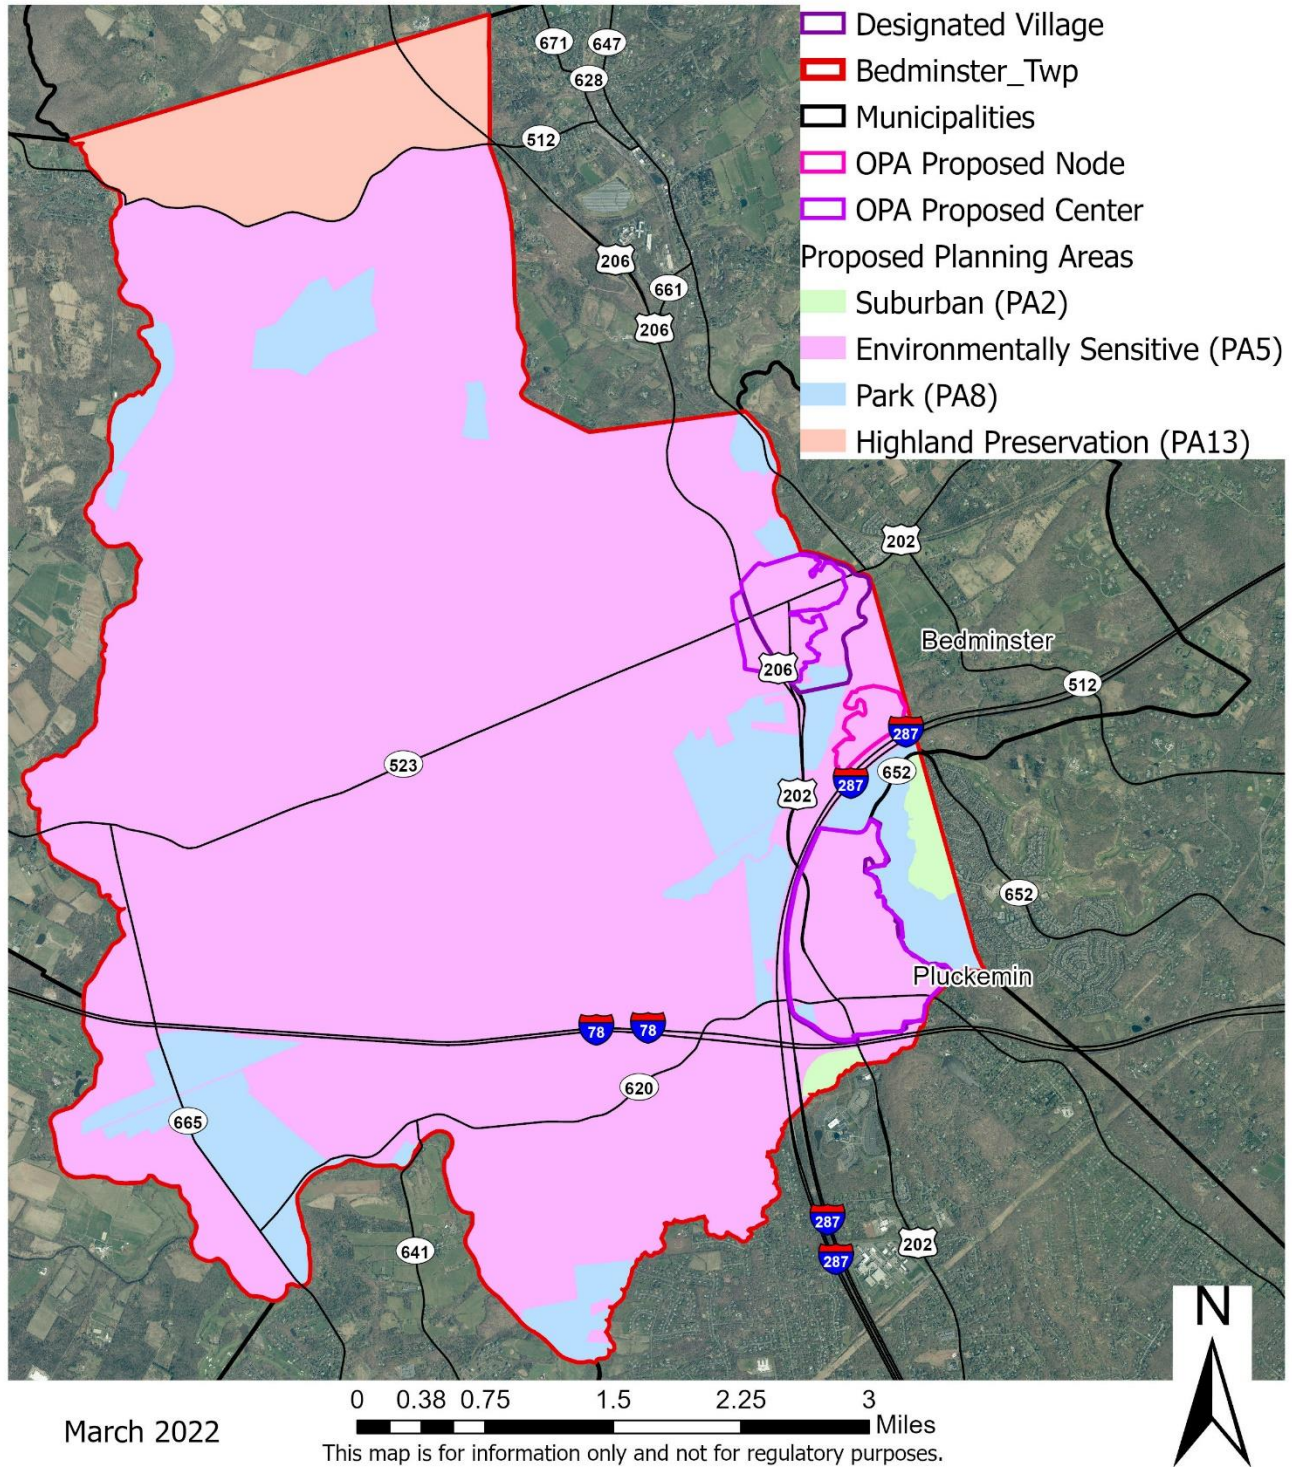 Designated Village
Bedminster_Twp
Municipalities
OPA Proposed Node
OPA Proposed Center
Proposed Planning Areas
Suburban (PA2)
Environmentally Sensitive (PA5)
Park (PA8)
Highland Preservation (PA13)
671
647
628
512
206
661
206
202
Bedminster
206
512
287
523
652
287
202
652
Pluckemin
78
78
620
665
287
202
641
287
N
0 0.38 0.75 1.5 2.25 3
Miles
March 2022
This map is for information only and not for regulatory purposes.